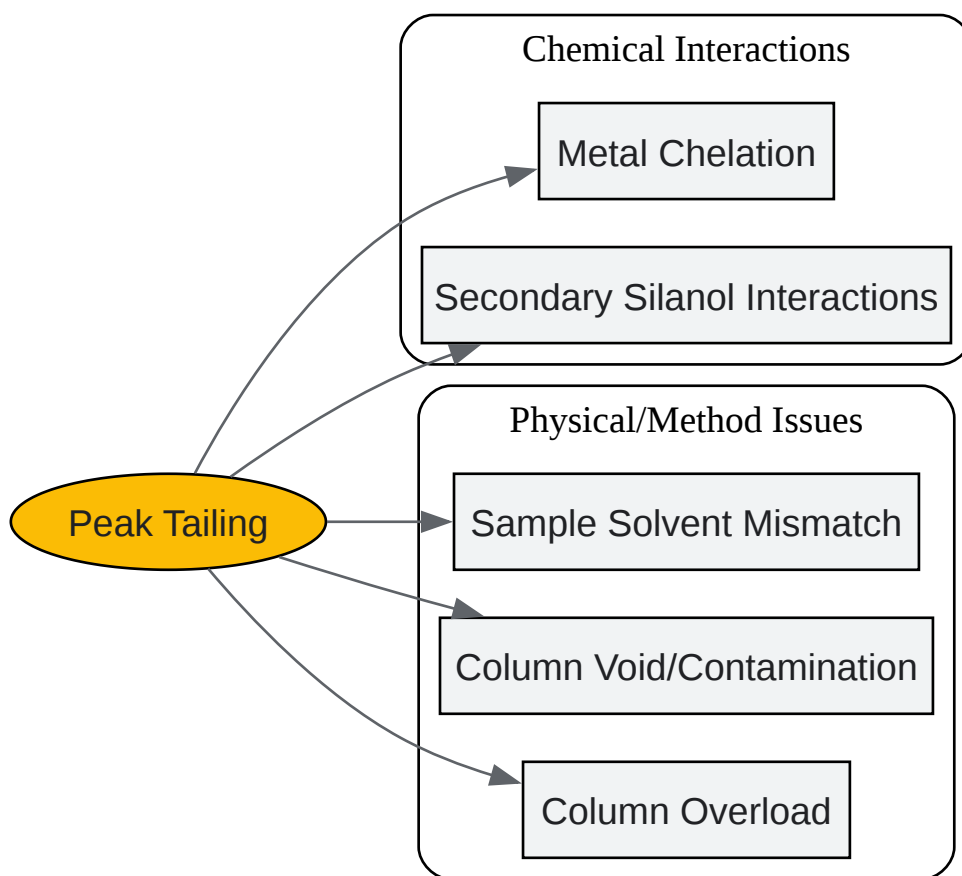 Chemical Interactions
Metal Chelation
Secondary Silanol Interactions
Physical/Method Issues
Peak Tailing
Sample Solvent Mismatch
Column Void/Contamination
Column Overload